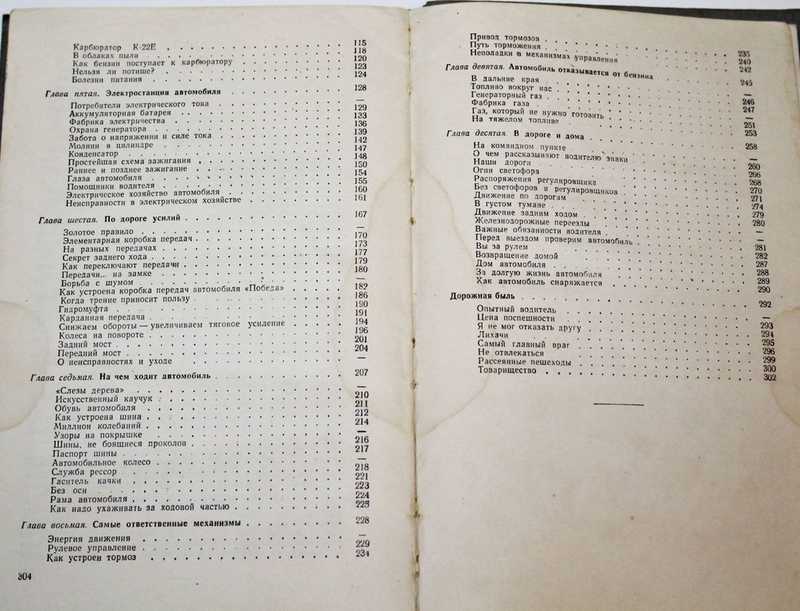 Карбюратор К-22Е . . . 115
В облаках пыли . . . 118
Как бензин поступает к карбюратору . . . 120
Нельзя ли потише? . . . 123
Болезни питания . . . 124
Глава пятая. Электростанция автомобиля . . . 128
Потребители электрического тока . . . —
Аккумуляторная батарея . . . 129
Фабрика электричества . . . 133
Охрана генератора . . . 136
Забота о напряжении и силе тока . . . 139
Молнии в цилиндре . . . 142
Конденсатор . . . 147
Простейшая схема зажигания . . . 148
Раннее и позднее зажигание . . . 150
Глаза автомобиля . . . 154
Помощники водителя . . . 155
Электрическое хозяйство автомобиля . . . 160
Неисправности в электрическом хозяйстве . . . 161
Глава шестая. По дороге усилий . . . 167
Золотое правило . . . —
Элементарная коробка передач . . . 170
На разных передачах . . . 173
Секрет заднего хода . . . 177
Как переключают передачи . . . 179
Передачи... на замке . . . 180
Борьба с шумом . . . —
Как устроена коробка передач автомобиля «Победа» . . . 182
Когда трение приносит пользу . . . 186
Гидромуфта . . . 190
Карданная передача . . . 191
Снижаем обороты — увеличиваем тяговое усилие . . . 194
Колеса на повороте . . . 196
Задний мост . . . 201
Передний мост . . . 204
О неисправностях и уходе . . . —
Глава седьмая. На чем ходит автомобиль . . . 207
«Слезы дерева» . . . —
Искусственный каучук . . . 210
Обувь автомобиля . . . 211
Как устроена шина . . . 212
Миллион колебаний . . . 214
Узоры на покрышке . . . —
Шины, не боящиеся проколов . . . 216
Паспорт шины . . . 217
Автомобильное колесо . . . —
Служба рессор . . . 218
Гаситель качки . . . 221
Без оси . . . 223
Рама автомобиля . . . 224
Как надо ухаживать за ходовой частью . . . 225
Глава восьмая. Самые ответственные механизмы . . . 228
Энергия движения . . . —
Рулевое управление . . . 229
Как устроен тормоз . . . 234
304
Привод тормозов . . . 235
Путь торможения . . . 240
Неполадки в механизмах управления . . . 242
Глава девятая. Автомобиль отказывается от бензина . . . 245
В дальние края . . . —
Топливо вокруг нас . . . 246
Генераторный газ . . . 247
Фабрика газа . . . —
Газ, который не нужно готовить . . . 251
На тяжелом топливе . . . 253
Глава десятая. В дороге и дома . . . 258
На командном пункте . . . —
О чем рассказывают водителю знаки . . . 260
Наши дороги . . . 266
Огни светофора . . . 268
Распоряжения регулировщика . . . 270
Без светофоров и регулировщиков . . . 271
Движение по дорогам . . . 274
В густом тумане . . . 279
Движение задним ходом . . . 280
Железнодорожные переезды . . . —
Важные обязанности водителя . . . —
Перед выездом проверим автомобиль . . . 281
Вы за рулем . . . 282
Возвращение домой . . . 287
Дом автомобиля . . . 288
За долгую жизнь автомобиля . . . 289
Как автомобиль снаряжается . . . 290
Дорожная быль . . . 292
Опытный водитель . . . —
Цена поспешности . . . 293
Я не мог отказать другу . . . 294
Лихачи . . . 295
Самый главный враг . . . 296
Не отвлекаться . . . 299
Рассеянные пешеходы . . . 300
Товарищество . . . 302